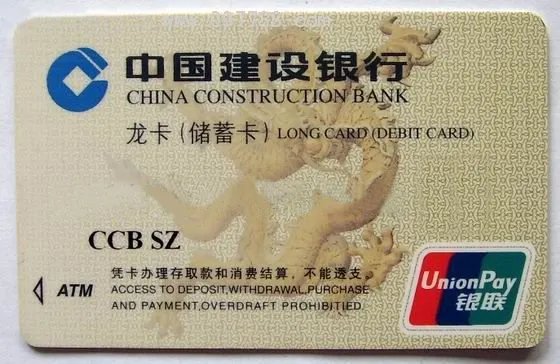 中国建设银行
CHINA CONSTRUCTION BANK
龙卡(储蓄卡) LONG CARD (DEBIT CARD)
CCB SZ
凭卡办理存取款和消费结算，不能透支。
ATM ACCESS TO DEPOSIT,WITHDRAWAL,PURCHASE
AND PAYMENT,OVERDRAFT PROHIBITIED.
UnionPay
银联